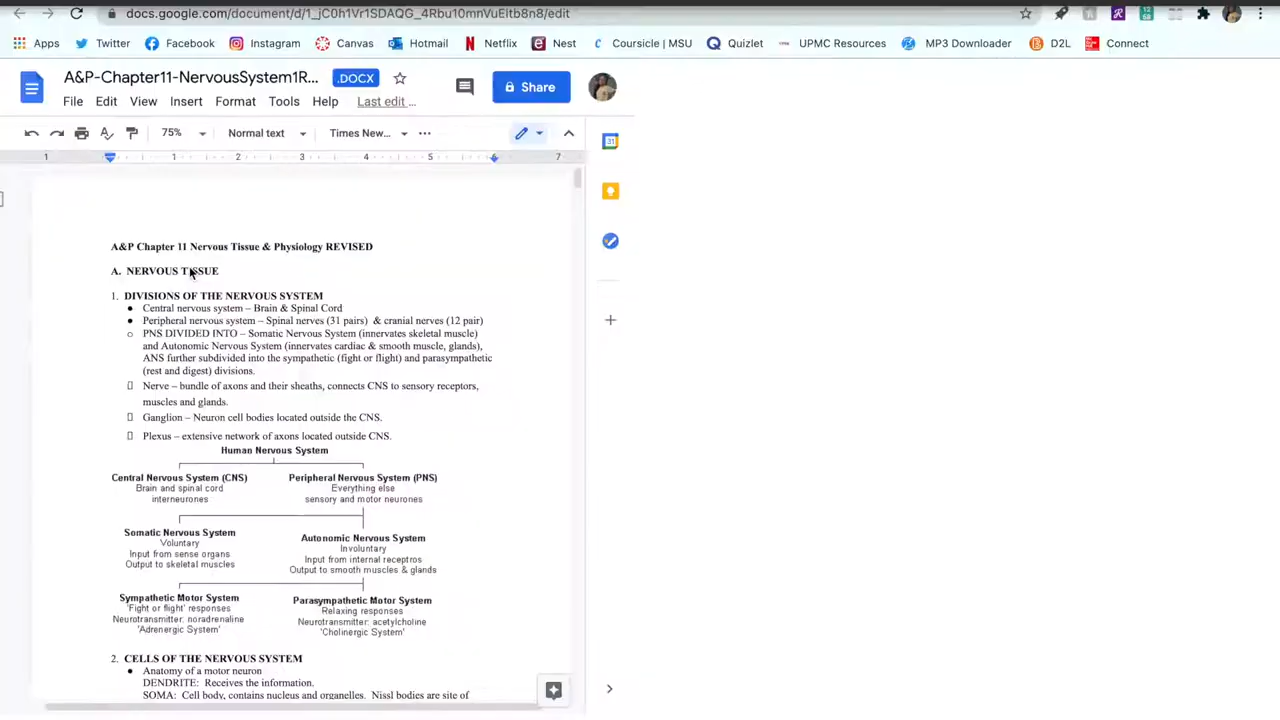 docs.google.com/document/d/1_jC0h1Vr1SDAQG_4Rbu10mnVuEitb8n8/edit
Apps Twitter Facebook Instagram Canvas Hotmail Netflix Nest Coursicle | MSU Quizlet UPMC Resources MP3 Downloader D2L Connect
A&P-Chapter11-NervousSystem1R... .DOCX
Share
File Edit View Insert Format Tools Help Last edit ...
75% Normal text Times New...
1 1 2 3 4 5 6 7
31
A&P Chapter 11 Nervous Tissue & Physiology REVISED
A. NERVOUS TISSUE
1. DIVISIONS OF THE NERVOUS SYSTEM
● Central nervous system – Brain & Spinal Cord
● Peripheral nervous system – Spinal nerves (31 pairs) & cranial nerves (12 pair)
○ PNS DIVIDED INTO – Somatic Nervous System (innervates skeletal muscle)
and Autonomic Nervous System (innervates cardiac & smooth muscle, glands),
ANS further subdivided into the sympathetic (fight or flight) and parasympathetic
(rest and digest) divisions.
Nerve – bundle of axons and their sheaths, connects CNS to sensory receptors,
muscles and glands.
Ganglion – Neuron cell bodies located outside the CNS.
Plexus – extensive network of axons located outside CNS.
Human Nervous System
Central Nervous System (CNS)
Brain and spinal cord
interneurones
Peripheral Nervous System (PNS)
Everything else
sensory and motor neurones
Somatic Nervous System
Voluntary
Input from sense organs
Output to skeletal muscles
Autonomic Nervous System
Involuntary
Input from internal receptros
Output to smooth muscles & glands
Sympathetic Motor System
'Fight or flight' responses
Neurotransmitter: noradrenaline
'Adrenergic System'
Parasympathetic Motor System
Relaxing responses
Neurotransmitter: acetylcholine
'Cholinergic System'
2. CELLS OF THE NERVOUS SYSTEM
● Anatomy of a motor neuron
DENDRITE: Receives the information.
SOMA: Cell body, contains nucleus and organelles. Nissl bodies are site of